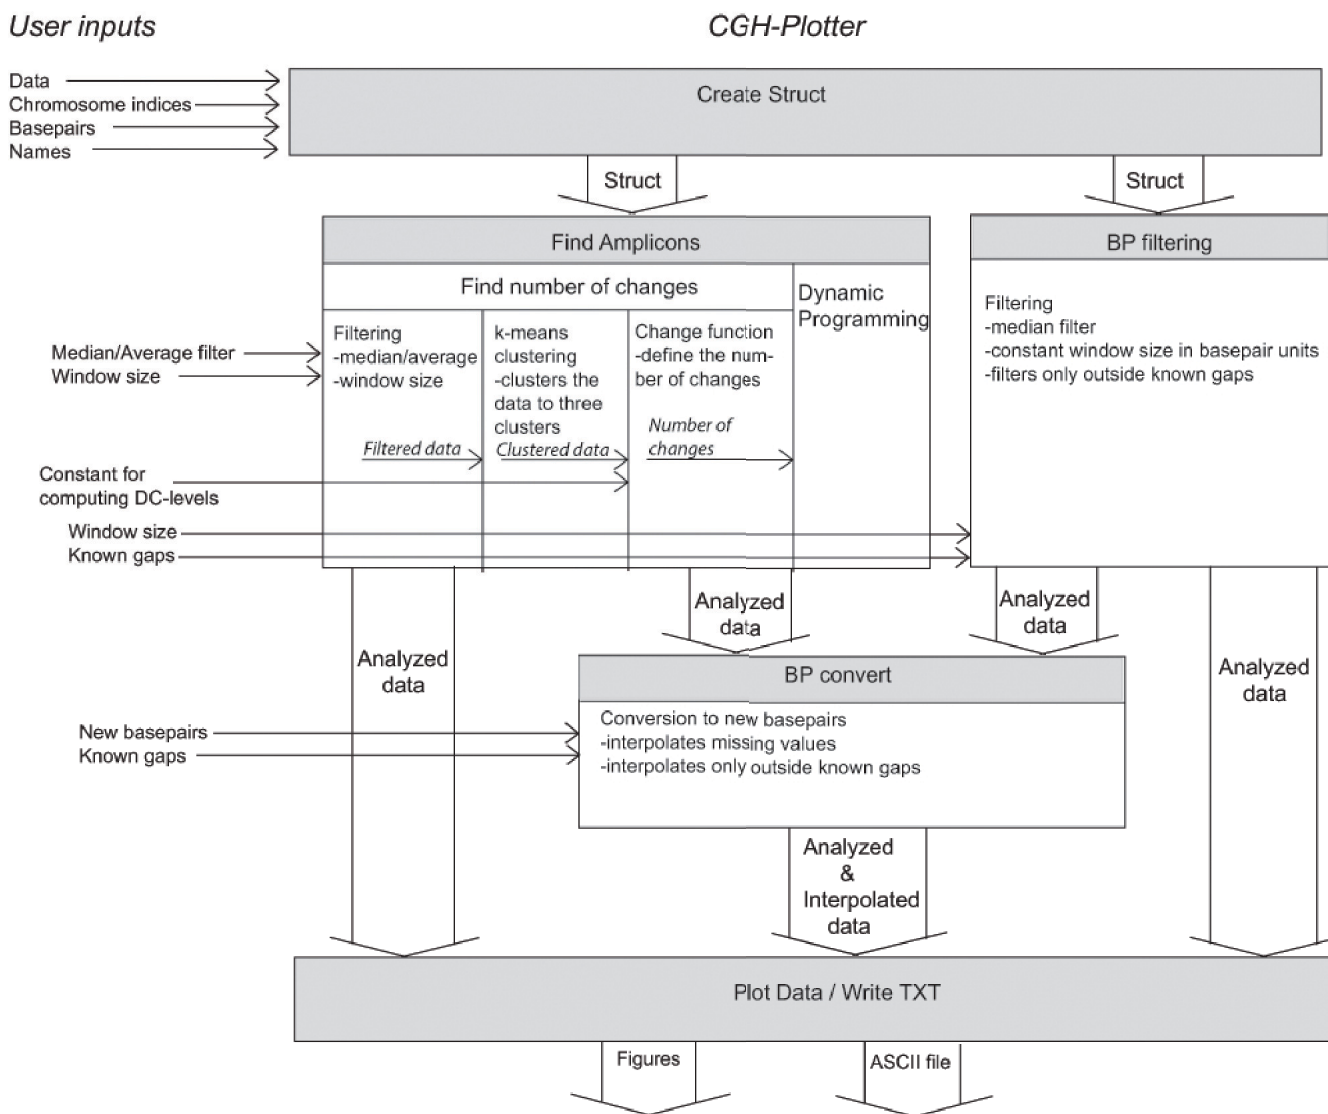 User inputs
CGH-Plotter
Data
Chromosome indices
Basepairs
Names
Create Struct
Struct
Struct
Find Amplicons
BP filtering
Find number of changes
Dynamic
Programming
Filtering
-median/average
-window size
k-means
clustering
-clusters the
data to three
clusters
Change function
-define the num-
ber of changes
Filtering
-median filter
-constant window size in basepair units
-filters only outside known gaps
Median/Average filter
Window size
Filtered data
Clustered data
Number of
changes
Constant for
computing DC-levels
Window size
Known gaps
Analyzed
data
Analyzed
data
Analyzed
data
Analyzed
data
BP convert
Conversion to new basepairs
-interpolates missing values
-interpolates only outside known gaps
New basepairs
Known gaps
Analyzed
&
Interpolated
data
Plot Data / Write TXT
Figures
ASCII file